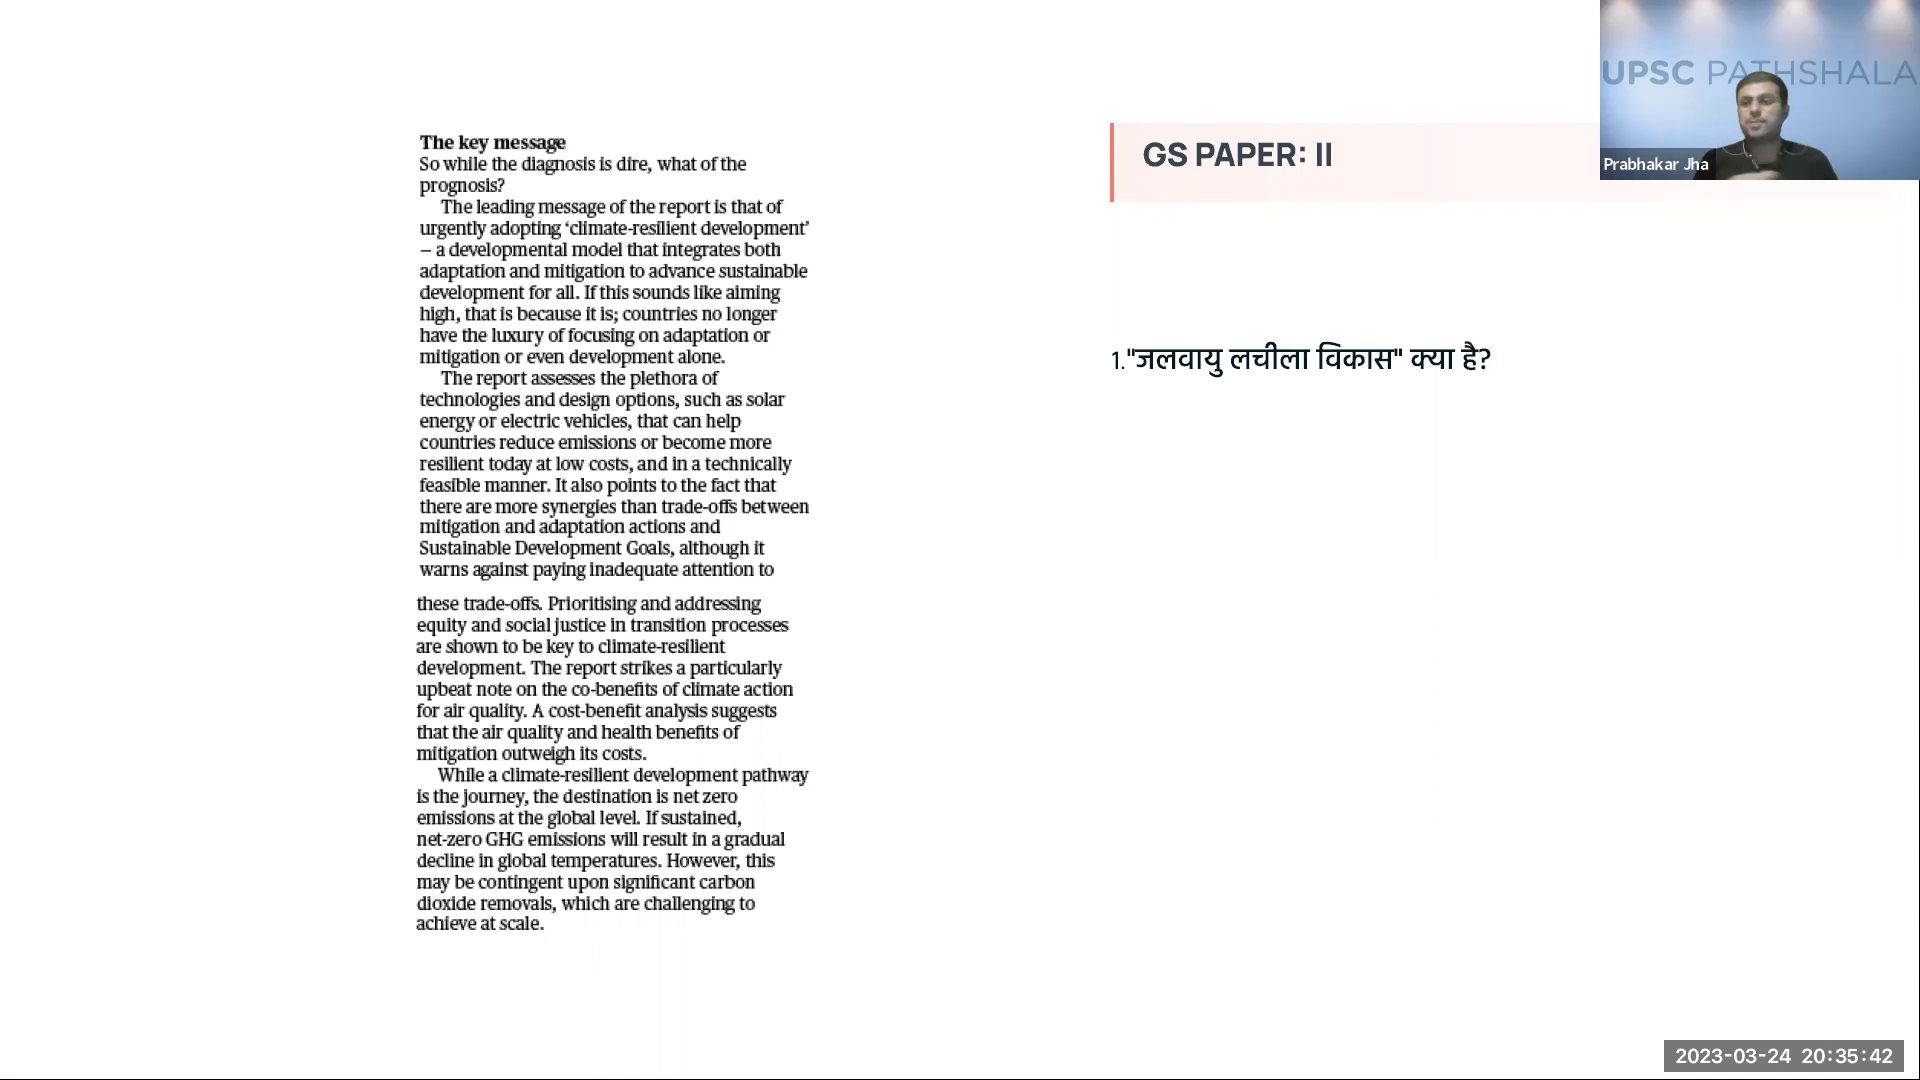 The key message
So while the diagnosis is dire, what of the
prognosis?
The leading message of the report is that of
urgently adopting ‘climate-resilient development’
– a developmental model that integrates both
adaptation and mitigation to advance sustainable
development for all. If this sounds like aiming
high, that is because it is; countries no longer
have the luxury of focusing on adaptation or
mitigation or even development alone.
The report assesses the plethora of
technologies and design options, such as solar
energy or electric vehicles, that can help
countries reduce emissions or become more
resilient today at low costs, and in a technically
feasible manner. It also points to the fact that
there are more synergies than trade-offs between
mitigation and adaptation actions and
Sustainable Development Goals, although it
warns against paying inadequate attention to
these trade-offs. Prioritising and addressing
equity and social justice in transition processes
are shown to be key to climate-resilient
development. The report strikes a particularly
upbeat note on the co-benefits of climate action
for air quality. A cost-benefit analysis suggests
that the air quality and health benefits of
mitigation outweigh its costs.
While a climate-resilient development pathway
is the journey, the destination is net zero
emissions at the global level. If sustained,
net-zero GHG emissions will result in a gradual
decline in global temperatures. However, this
may be contingent upon significant carbon
dioxide removals, which are challenging to
achieve at scale.
GS PAPER: II
1."जलवायु लचीला विकास" क्या है?
UPSC PATHSHALA
Prabhakar Jha
2023-03-24 20:35:42